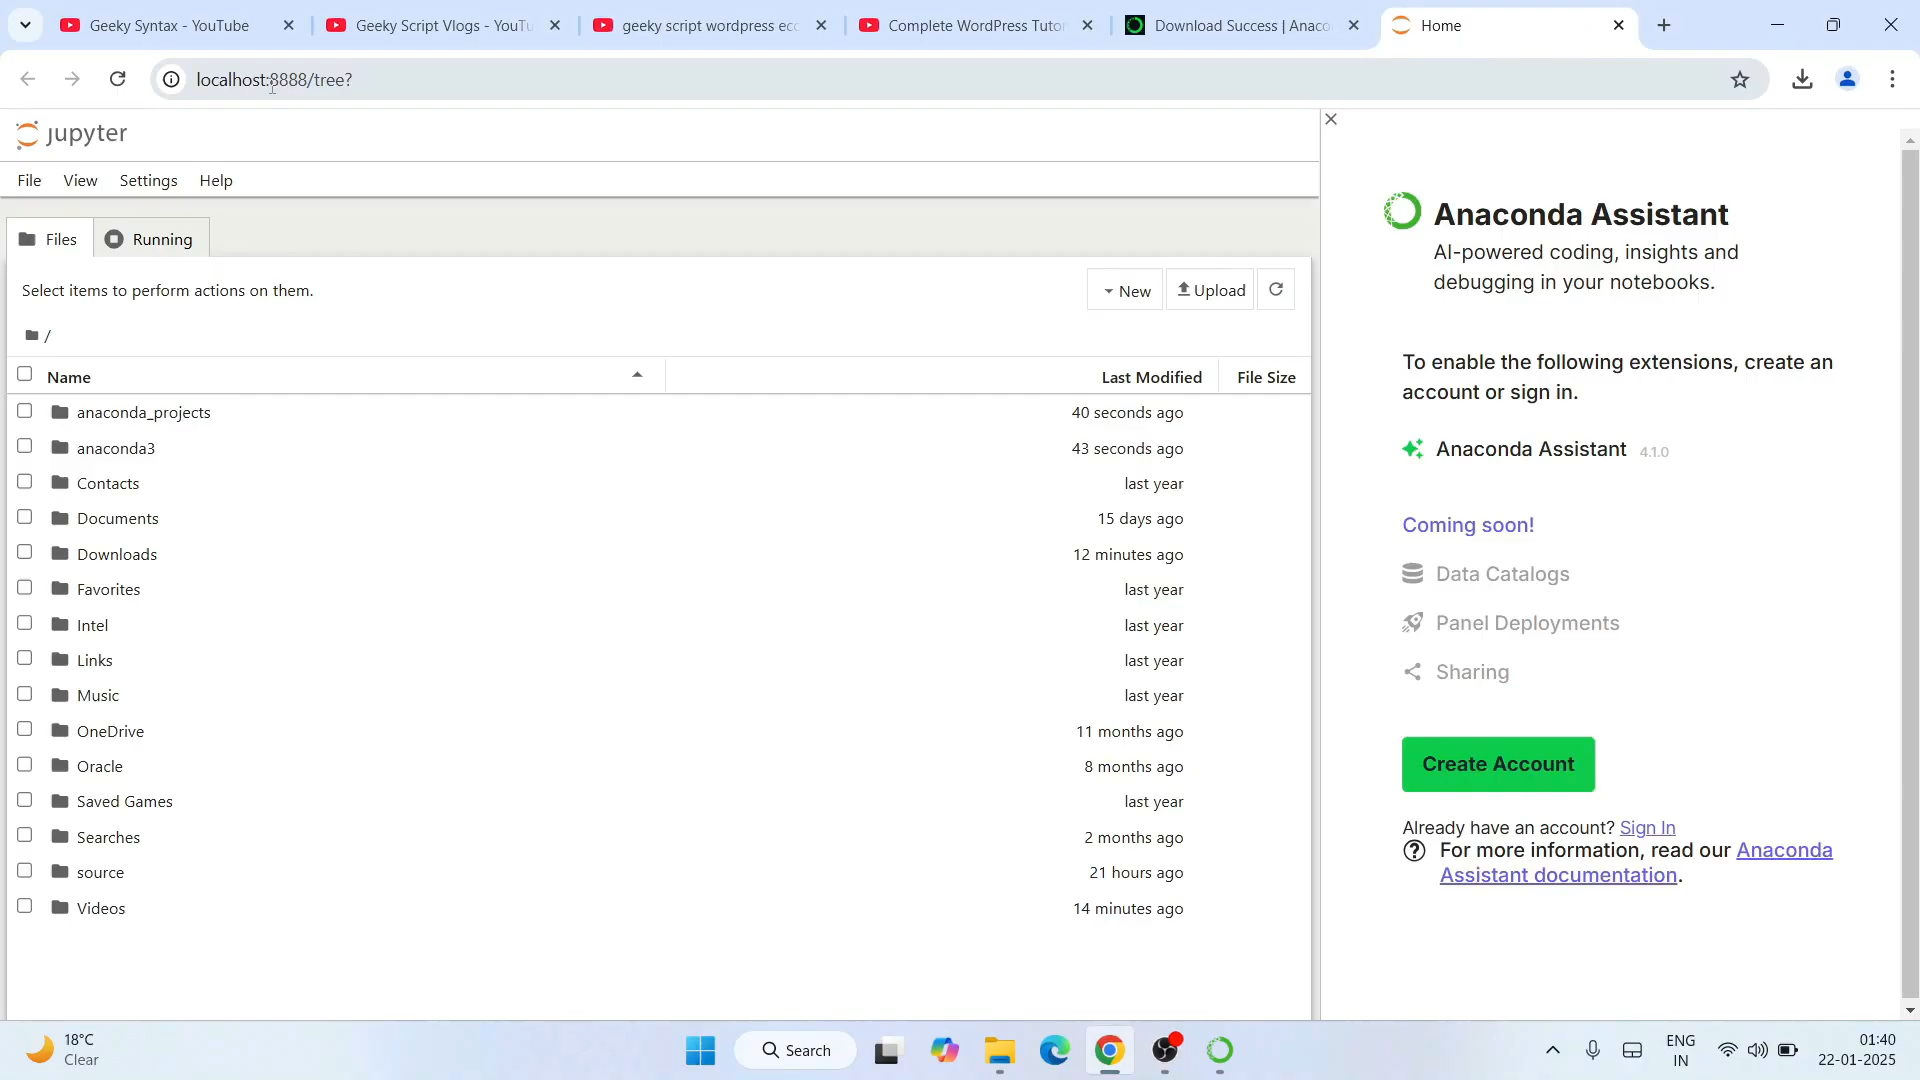 Geeky Syntax - YouTube
Geeky Script Vlogs - YouTu
geeky script wordpress ecc
Complete WordPress Tutor
Download Success | Anaco
Home
localhost:8888/tree?
jupyter
File View Settings Help
Files
Running
Select items to perform actions on them.
New
Upload
/
Name Last Modified File Size
anaconda_projects 40 seconds ago
anaconda3 43 seconds ago
Contacts last year
Documents 15 days ago
Downloads 12 minutes ago
Favorites last year
Intel last year
Links last year
Music last year
OneDrive 11 months ago
Oracle 8 months ago
Saved Games last year
Searches 2 months ago
source 21 hours ago
Videos 14 minutes ago
Anaconda Assistant
AI-powered coding, insights and
debugging in your notebooks.
To enable the following extensions, create an
account or sign in.
Anaconda Assistant 4.1.0
Coming soon!
Data Catalogs
Panel Deployments
Sharing
Create Account
Already have an account? Sign In
For more information, read our Anaconda
Assistant documentation.
18°C
Clear
Search
ENG
IN
01:40
22-01-2025